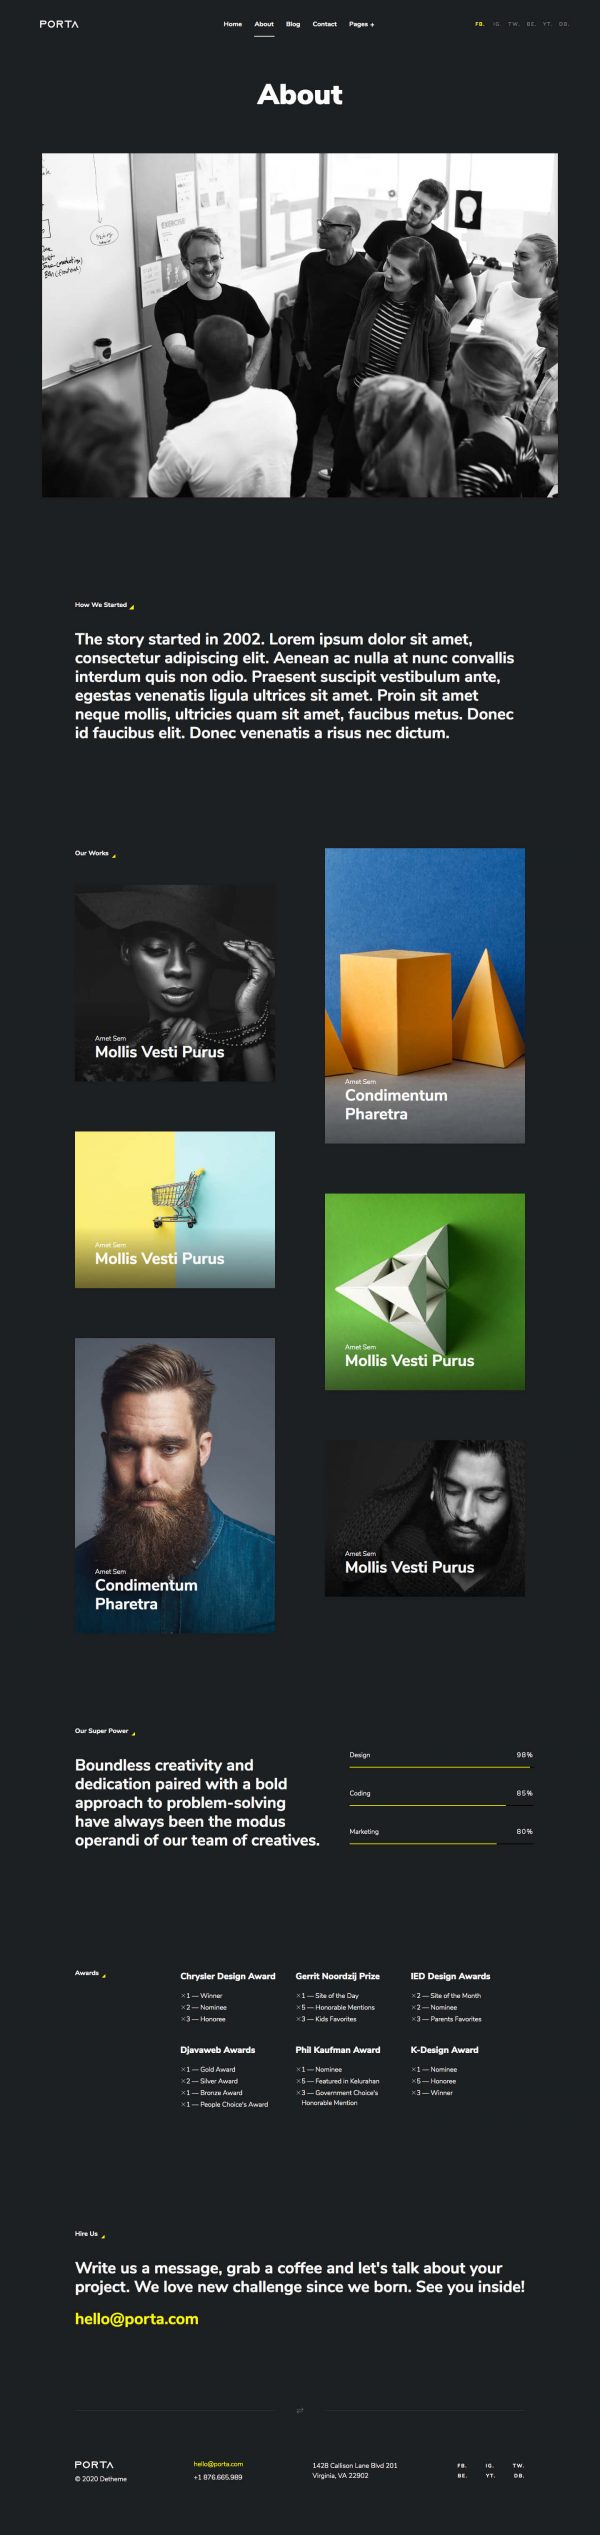 PORTA
Home About Blog Contact Pages +
FB. IG. TW. BE. YT. DB.
About
EXERCISE
How We Started
The story started in 2002. Lorem ipsum dolor sit amet,
consectetur adipiscing elit. Aenean ac nulla at nunc convallis
interdum quis non odio. Praesent suscipit vestibulum ante,
egestas venenatis ligula ultrices sit amet. Proin sit amet
neque mollis, ultricies quam sit amet, faucibus metus. Donec
id faucibus elit. Donec venenatis a risus nec dictum.
Our Works
Amet Sem
Mollis Vesti Purus
Amet Sem
Condimentum
Pharetra
Amet Sem
Mollis Vesti Purus
Amet Sem
Mollis Vesti Purus
Amet Sem
Condimentum
Pharetra
Amet Sem
Mollis Vesti Purus
Our Super Power
Boundless creativity and
dedication paired with a bold
approach to problem-solving
have always been the modus
operandi of our team of creatives.
Design 98%
Coding 85%
Marketing 80%
Awards
Chrysler Design Award
×1 — Winner
×2 — Nominee
×3 — Honoree
Gerrit Noordzij Prize
×1 — Site of the Day
×5 — Honorable Mentions
×3 — Kids Favorites
IED Design Awards
×2 — Site of the Month
×2 — Nominee
×3 — Parents Favorites
Djavaweb Awards
×1 — Gold Award
×2 — Silver Award
×1 — Bronze Award
×1 — People Choice's Award
Phil Kaufman Award
×1 — Nominee
×5 — Featured in Kelurahan
×3 — Government Choice's
Honorable Mention
K-Design Award
×1 — Nominee
×5 — Honoree
×3 — Winner
Hire Us
Write us a message, grab a coffee and let's talk about your
project. We love new challenge since we born. See you inside!
hello@porta.com
PORTA
© 2020 Detheme
hello@porta.com
+1 876.665.989
1428 Callison Lane Blvd 201
Virginia, VA 22902
FB. IG. TW.
BE. YT. DB.